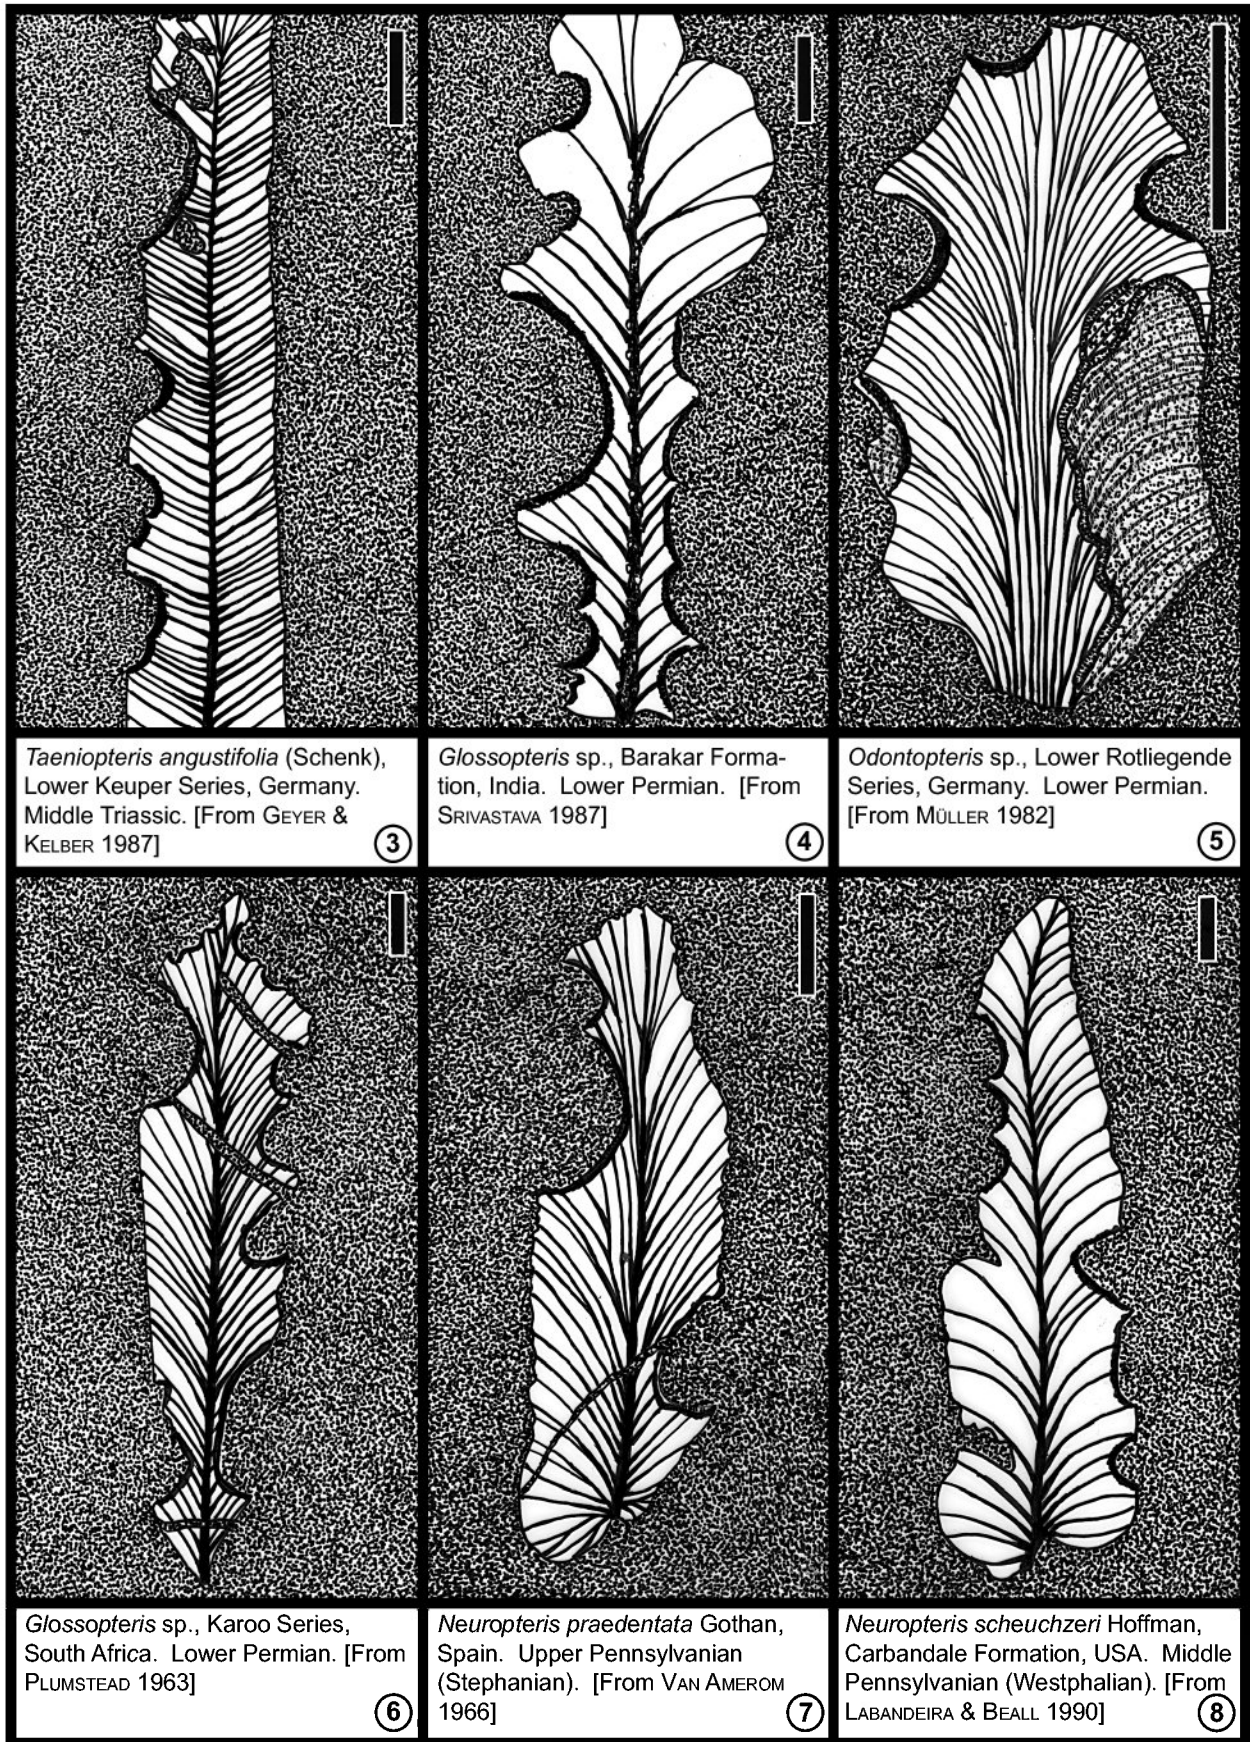 Taeniopteris angustifolia (Schenk),
Lower Keuper Series, Germany.
Middle Triassic. [From GEYER &
KELBER 1987]
3
Glossopteris sp., Barakar Forma-
tion, India. Lower Permian. [From
SRIVASTAVA 1987]
4
Odontopteris sp., Lower Rotliegende
Series, Germany. Lower Permian.
[From MÜLLER 1982]
5
Glossopteris sp., Karoo Series,
South Africa. Lower Permian. [From
PLUMSTEAD 1963]
6
Neuropteris praedentata Gothan,
Spain. Upper Pennsylvanian
(Stephanian). [From VAN AMEROM
1966]
7
Neuropteris scheuchzeri Hoffman,
Carbandale Formation, USA. Middle
Pennsylvanian (Westphalian). [From
LABANDEIRA & BEALL 1990]
8